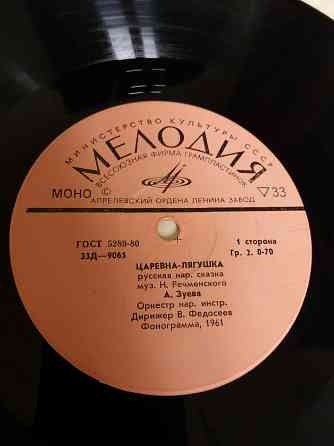 МИНИСТЕРСТВО КУЛЬТУРЫ СССР
МЕЛОДИЯ
ВСЕСОЮЗНАЯ ФИРМА ГРАМПЛАСТИНОК
МОНО
33
АПРЕЛЕВСКИЙ ОРДЕНА ЛЕНИНА ЗАВОД
ГОСТ 5289-80
33Д—9065
1 сторона
Гр. 2. 0-70
ЦАРЕВНА-ЛЯГУШКА
русская нар. сказка
муз. Н. Речменского
А. Зуева
Оркестр нар. инстр.
Дирижер В. Федосеев
Фонограмма, 1961